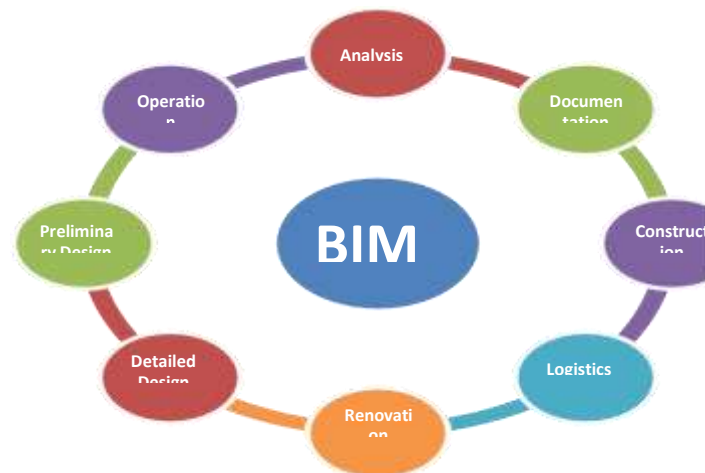 Analysis
Operatio
n
Documen
tation
Prelimina
ry Design
BIM
Construct
ion
Detailed
Design
Logistics
Renovati
on